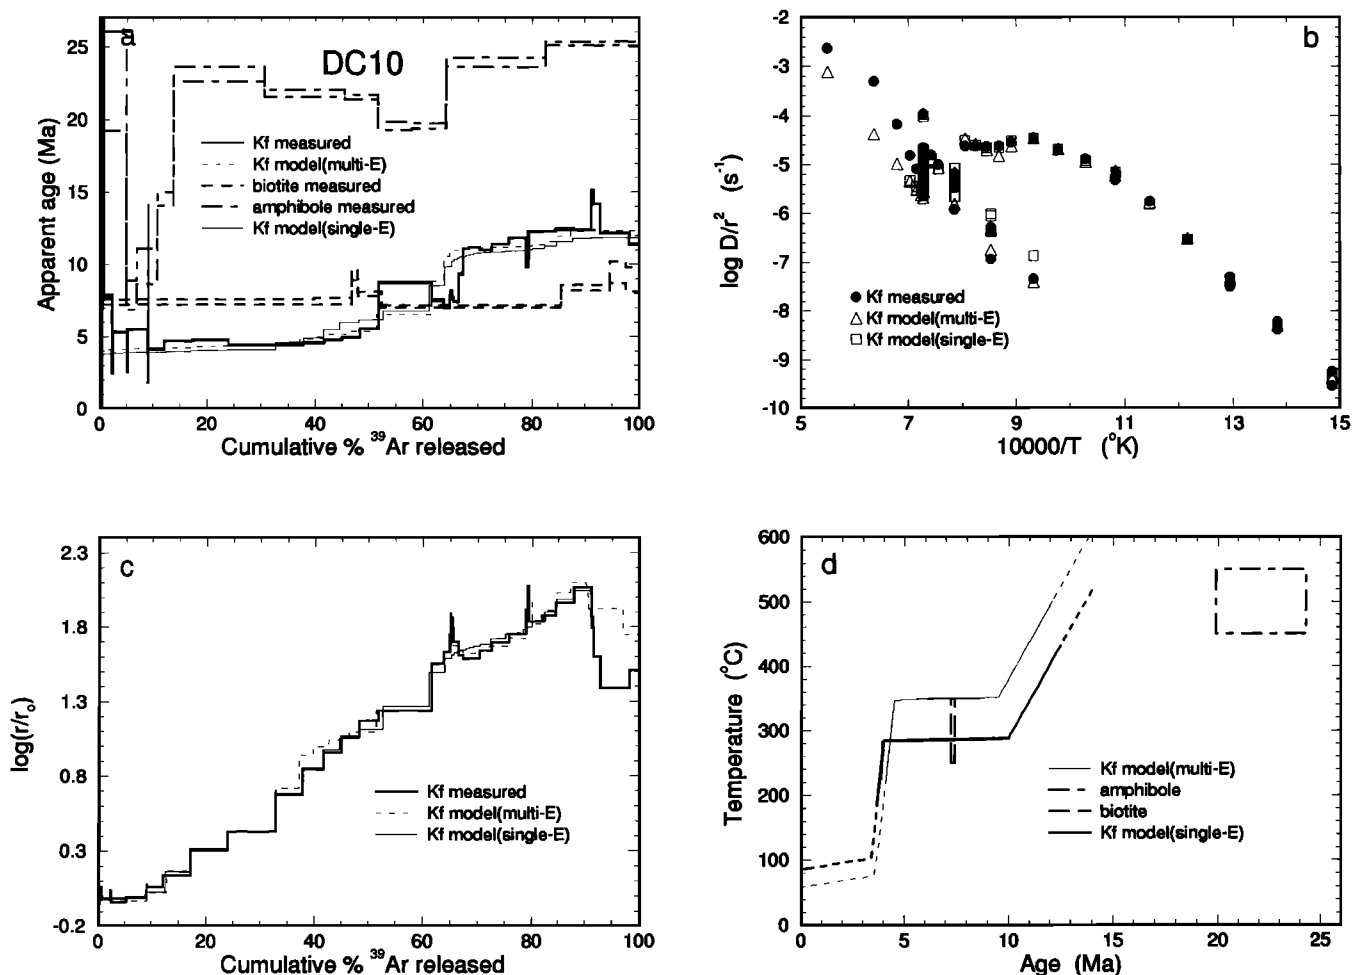 a
DC10
25
20
15
10
5
0
Apparent age (Ma)
Kf measured
Kf model(multi-E)
biotite measured
amphibole measured
Kf model(single-E)
0 20 40 60 80 100
Cumulative % ³⁹Ar released
b
-2
-3
-4
-5
-6
-7
-8
-9
-10
log D/r² (s⁻¹)
Kf measured
Kf model(multi-E)
Kf model(single-E)
5 7 9 11 13 15
10000/T (°K)
c
2.3
1.8
1.3
0.8
0.3
-0.2
log(r/r₀)
Kf measured
Kf model(multi-E)
Kf model(single-E)
0 20 40 60 80 100
Cumulative % ³⁹Ar released
d
600
500
400
300
200
100
0
Temperature (°C)
Kf model(multi-E)
amphibole
biotite
Kf model(single-E)
0 5 10 15 20 25
Age (Ma)